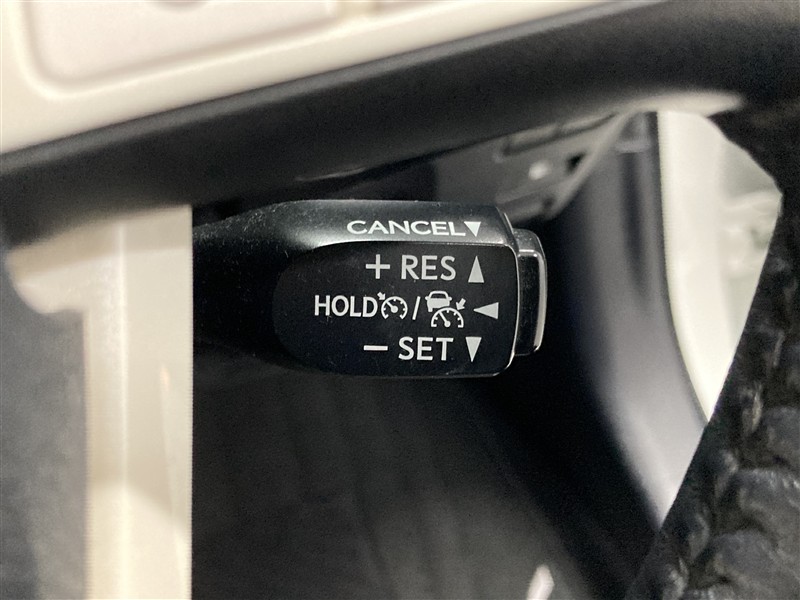 CANCEL▼
+ RES ▲
HOLD / ◀
− SET ▼